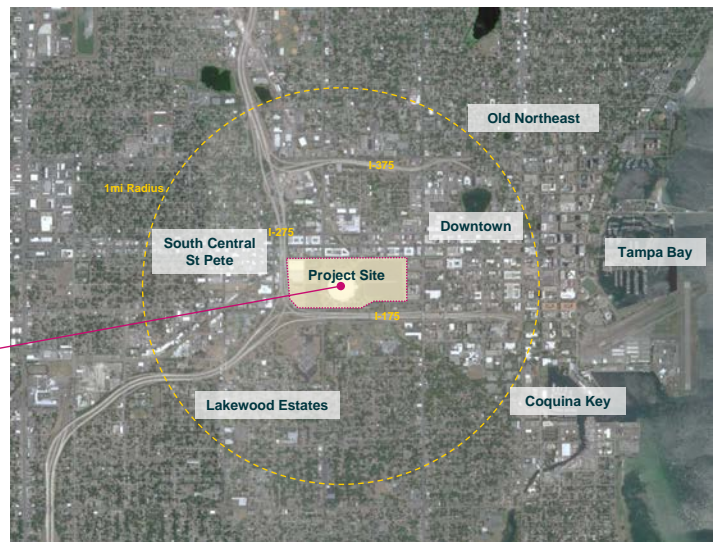 Old Northeast
I-375
1mi Radius
Downtown
I-275
South Central
St Pete
Tampa Bay
Project Site
I-175
Lakewood Estates
Coquina Key